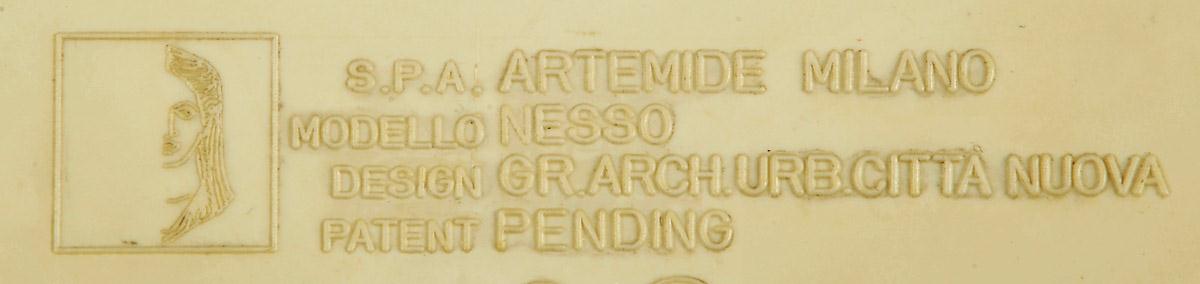 S.P.A. ARTEMIDE MILANO
MODELLO NESSO
DESIGN GR.ARCH.URB.CITTÀ NUOVA
PATENT PENDING